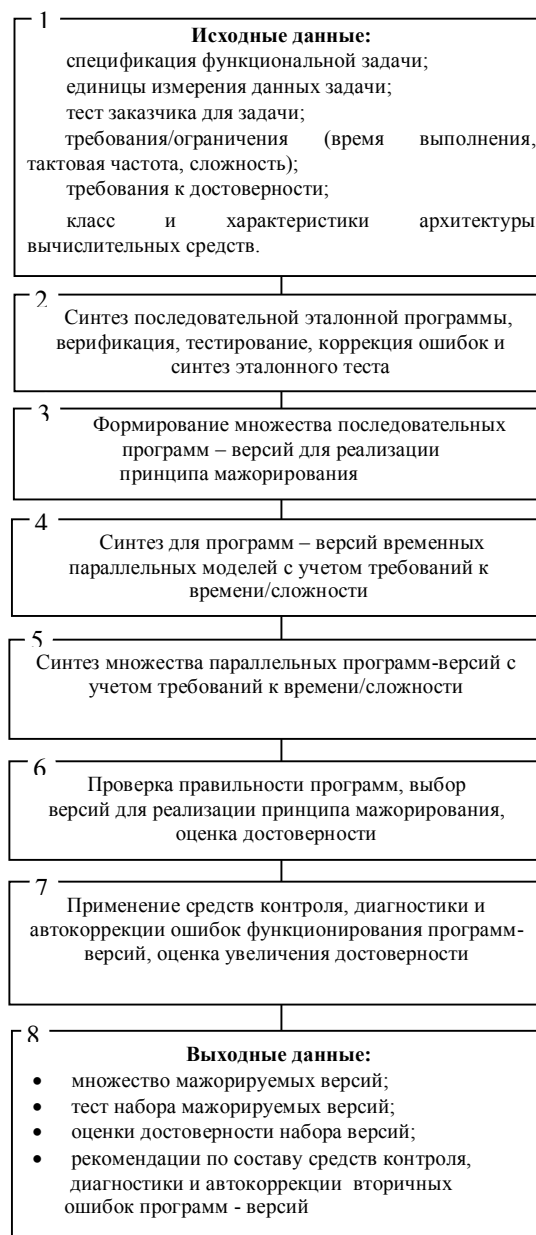 1
Исходные данные:
спецификация функциональной задачи;
единицы измерения данных задачи;
тест заказчика для задачи;
требования/ограничения (время выполнения,
тактовая частота, сложность);
требования к достоверности;
класс и характеристики архитектуры
вычислительных средств.
2
Синтез последовательной эталонной программы,
верификация, тестирование, коррекция ошибок и
синтез эталонного теста
3
Формирование множества последовательных
программ – версий для реализации
принципа мажорирования
4
Синтез для программ – версий временных
параллельных моделей с учетом требований к
времени/сложности
5
Синтез множества параллельных программ-версий с
учетом требований к времени/сложности
6
Проверка правильности программ, выбор
версий для реализации принципа мажорирования,
оценка достоверности
7
Применение средств контроля, диагностики и
автокоррекции ошибок функционирования программ-
версий, оценка увеличения достоверности
8
Выходные данные:
• множество мажорируемых версий;
• тест набора мажорируемых версий;
• оценки достоверности набора версий;
• рекомендации по составу средств контроля,
диагностики и автокоррекции вторичных
ошибок программ - версий